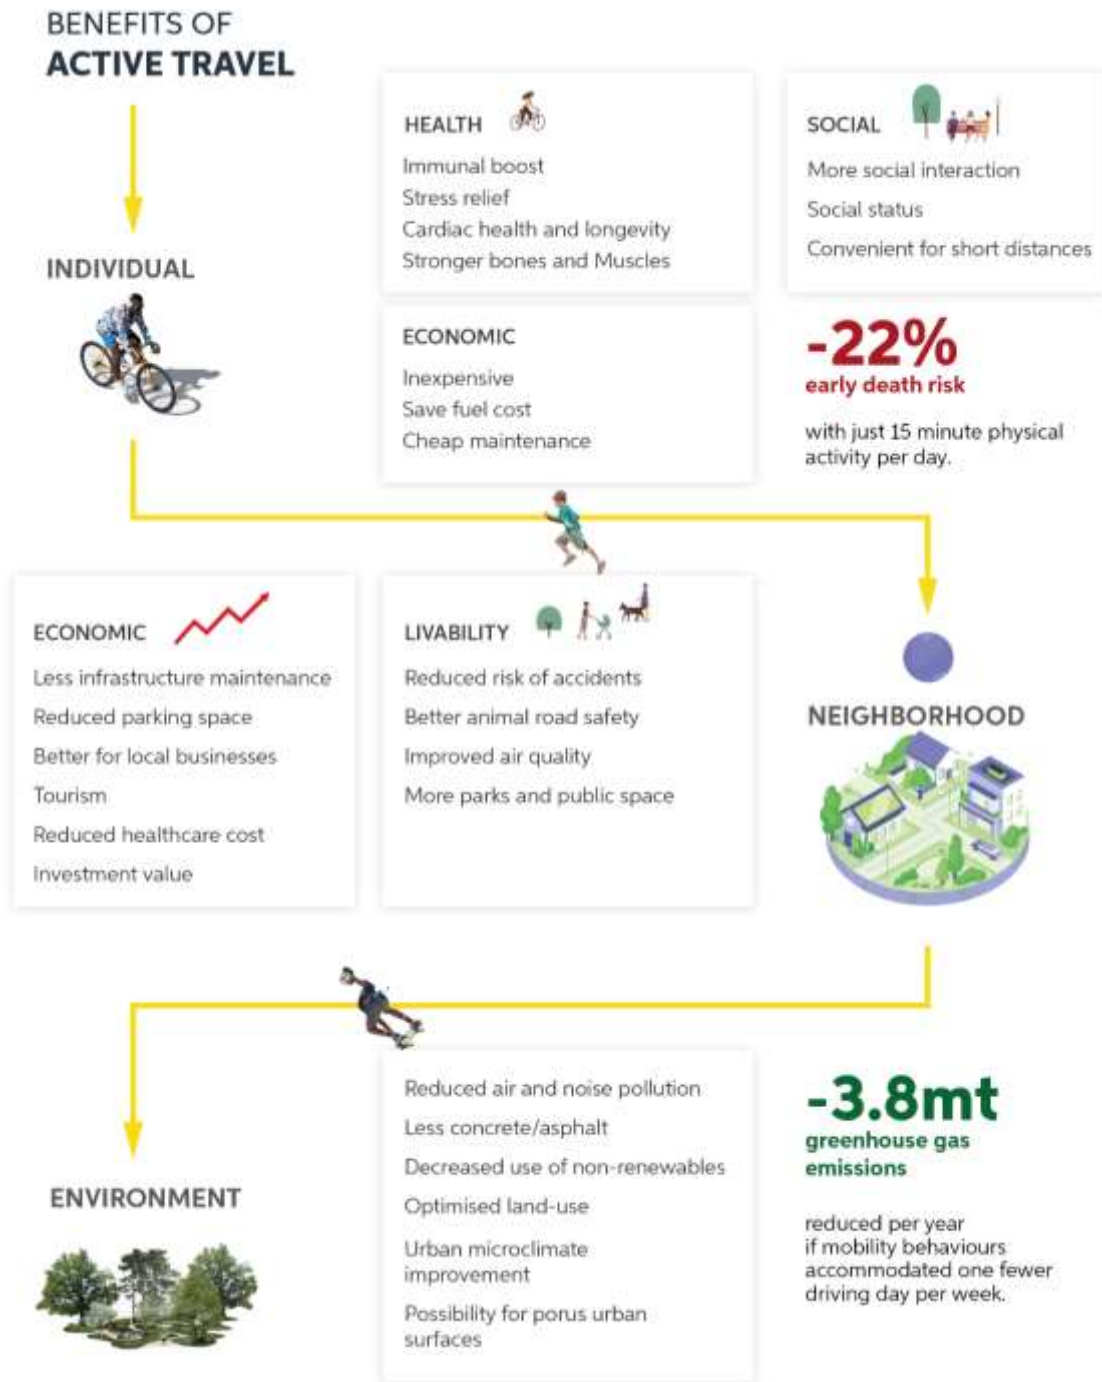 BENEFITS OF
ACTIVE TRAVEL
INDIVIDUAL
HEALTH
Immunal boost
Stress relief
Cardiac health and longevity
Stronger bones and Muscles
SOCIAL
More social interaction
Social status
Convenient for short distances
ECONOMIC
Inexpensive
Save fuel cost
Cheap maintenance
-22%
early death risk
with just 15 minute physical
activity per day.
ECONOMIC
Less infrastructure maintenance
Reduced parking space
Better for local businesses
Tourism
Reduced healthcare cost
Investment value
LIVABILITY
Reduced risk of accidents
Better animal road safety
Improved air quality
More parks and public space
NEIGHBORHOOD
ENVIRONMENT
Reduced air and noise pollution
Less concrete/asphalt
Decreased use of non-renewables
Optimised land-use
Urban microclimate
improvement
Possibility for porus urban
surfaces
-3.8mt
greenhouse gas
emissions
reduced per year
if mobility behaviours
accommodated one fewer
driving day per week.